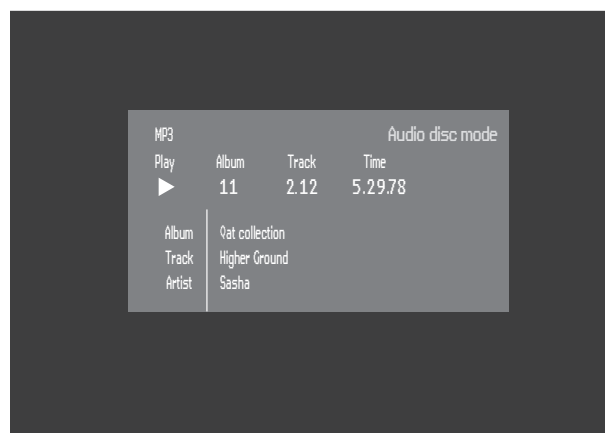 MP3 Audio disc mode
Play Album Track Time
11 2.12 5.29.78
Album Qat collection
Track Higher Ground
Artist Sasha